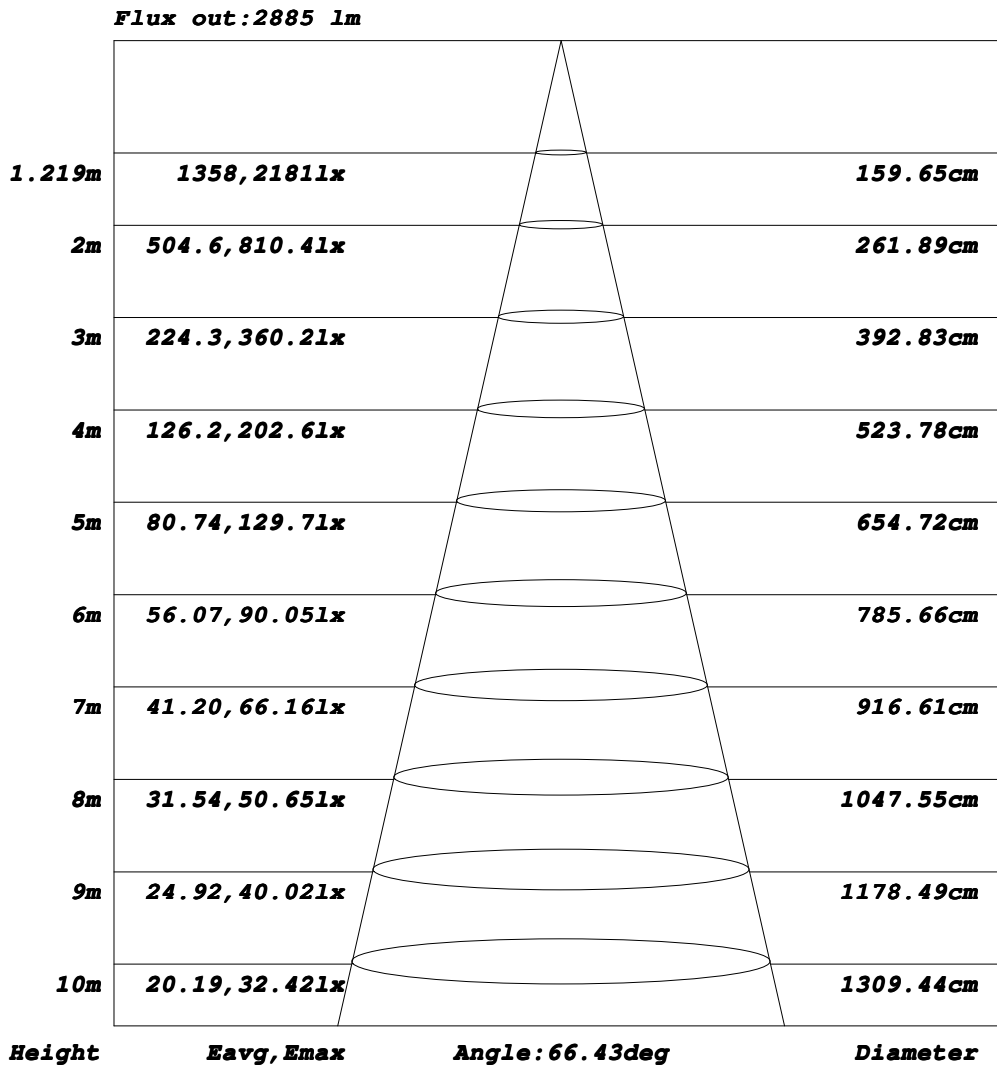 Flux out:2885 lm
1.219m 1358,2181lx 159.65cm
2m 504.6,810.4lx 261.89cm
3m 224.3,360.2lx 392.83cm
4m 126.2,202.6lx 523.78cm
5m 80.74,129.7lx 654.72cm
6m 56.07,90.05lx 785.66cm
7m 41.20,66.16lx 916.61cm
8m 31.54,50.65lx 1047.55cm
9m 24.92,40.02lx 1178.49cm
10m 20.19,32.42lx 1309.44cm
Height Eavg,Emax Angle:66.43deg Diameter